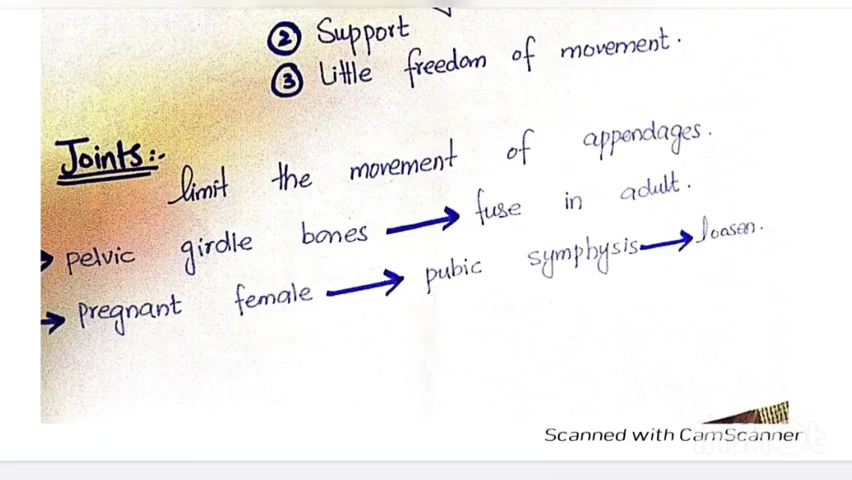 ② Support
③ Little freedom of movement.
Joints:-
limit the movement of appendages.
→ pelvic girdle bones → fuse in adult.
→ pregnant female → pubic symphysis → loosen.
Scanned with CamScanner